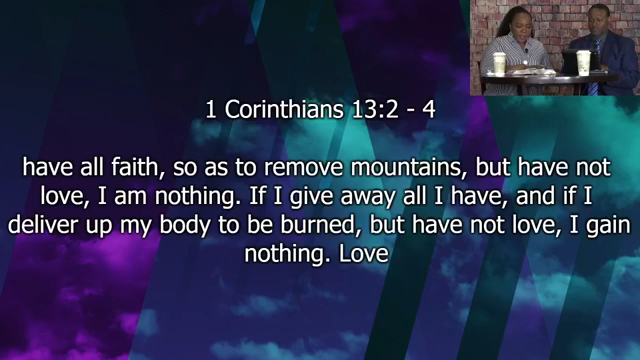 1 Corinthians 13:2 - 4
have all faith, so as to remove mountains, but have not
love, I am nothing. If I give away all I have, and if I
deliver up my body to be burned, but have not love, I gain
nothing. Love